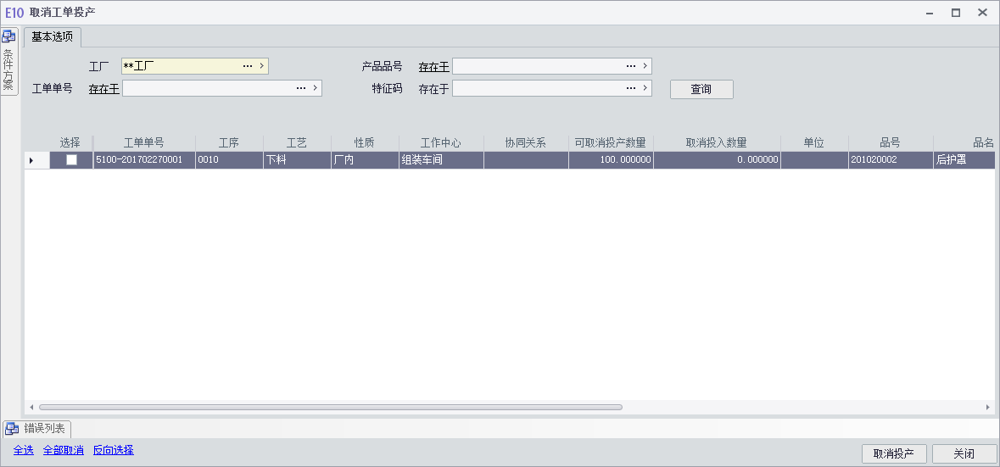 E10 取消工单投产
条件方案
基本选项
工厂 **工厂 ··· 产品品号 存在于 ···
工单单号 存在于 ··· 特征码 存在于 ··· 查询
选择 工单单号 工序 工艺 性质 工作中心 协同关系 可取消投产数量 取消投入数量 单位 品号 品名
5100-201702270001 0010 下料 厂内 组装车间 100.000000 0.000000 201020002 后护罩
错误列表
全选 全部取消 反向选择 取消投产 关闭